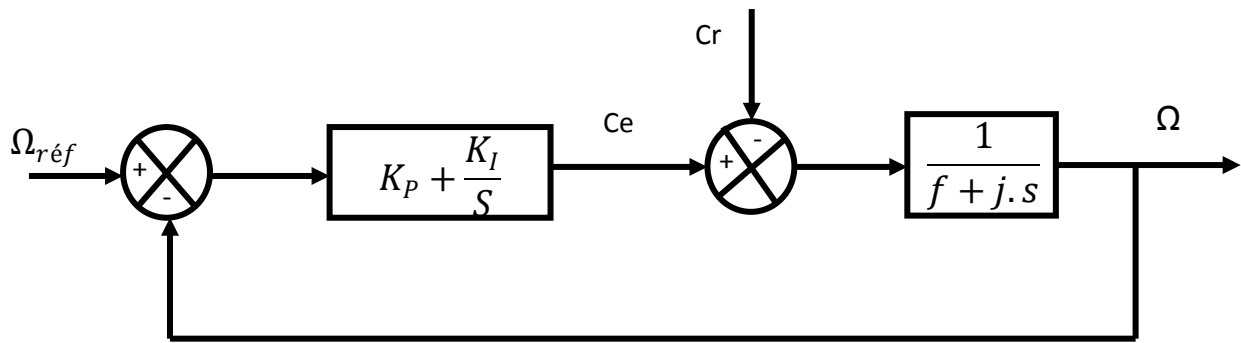 Cr
Ω_réf
+
-
K_P + K_I/S
Ce
+
-
1/(f + j.s)
Ω